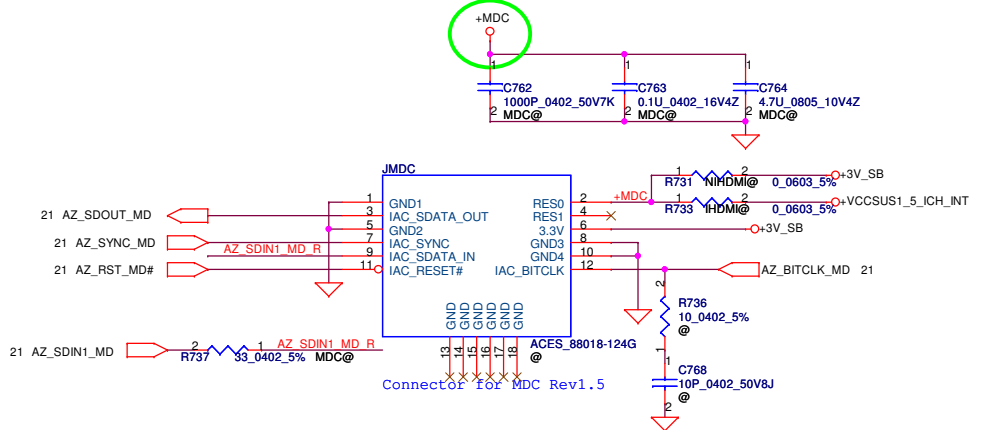 +MDC
1 1 1
C762 C763 C764
1000P_0402_50V7K 0.1U_0402_16V4Z 4.7U_0805_10V4Z
2 MDC@ 2 MDC@ 2 MDC@
JMDC
1 GND1 RES0 2 +MDC
3 IAC_SDATA_OUT RES1 4
5 GND2 3.3V 6
7 IAC_SYNC GND3 8
9 IAC_SDATA_IN GND4 10
11 IAC_RESET# IAC_BITCLK 12
1 2 +3V_SB
R731 NIHDMI@ 0_0603_5%
1 2 +VCCSUS1_5_ICH_INT
R733 IHDMI@ 0_0603_5%
+3V_SB
21 AZ_SDOUT_MD
21 AZ_SYNC_MD
AZ_SDIN1_MD_R
21 AZ_RST_MD#
AZ_BITCLK_MD 21
2
R736
10_0402_5%
@
1
GND GND GND GND GND GND
13 14 15 16 17 18
ACES_88018-124G
@
21 AZ_SDIN1_MD 2 1 AZ_SDIN1_MD_R
R737 33_0402_5% MDC@
Connector for MDC Rev1.5
1
C768
10P_0402_50V8J
@
2